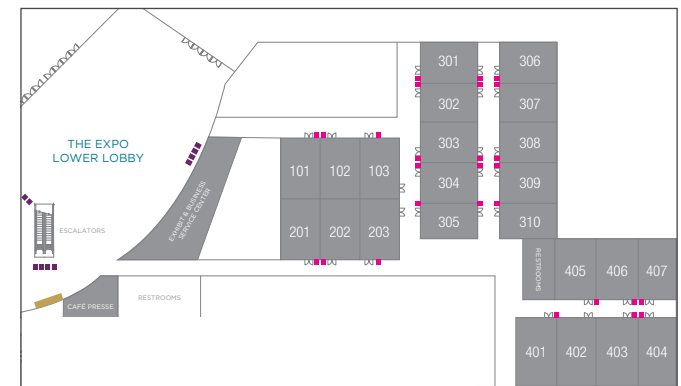 THE EXPO
LOWER LOBBY
ESCALATORS
EXHIBIT & BUSINESS
SERVICE CENTER
CAFÉ PRESSE
RESTROOMS
101
102
103
201
202
203
301
302
303
304
305
306
307
308
309
310
RESTROOMS
405
406
407
401
402
403
404